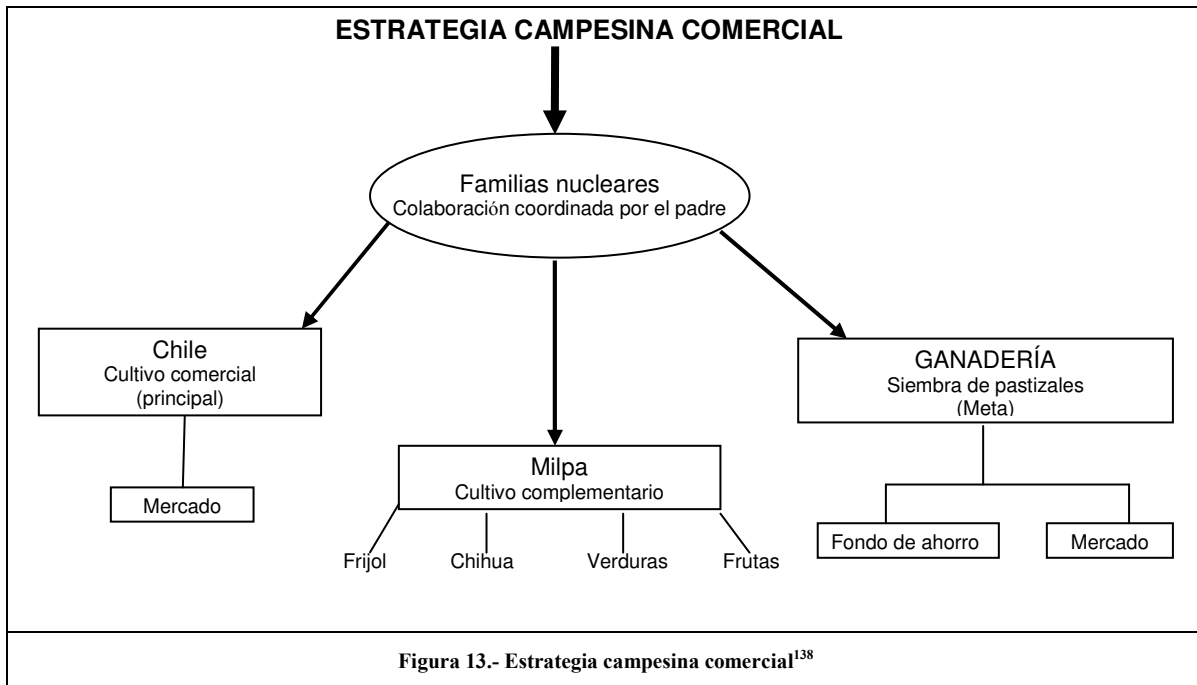 ESTRATEGIA CAMPESINA COMERCIAL
Familias nucleares
Colaboración coordinada por el padre
Chile
Cultivo comercial
(principal)
Mercado
Milpa
Cultivo complementario
Frijol
Chihua
Verduras
Frutas
GANADERÍA
Siembra de pastizales
(Meta)
Fondo de ahorro
Mercado
Figura 13.- Estrategia campesina comercial138